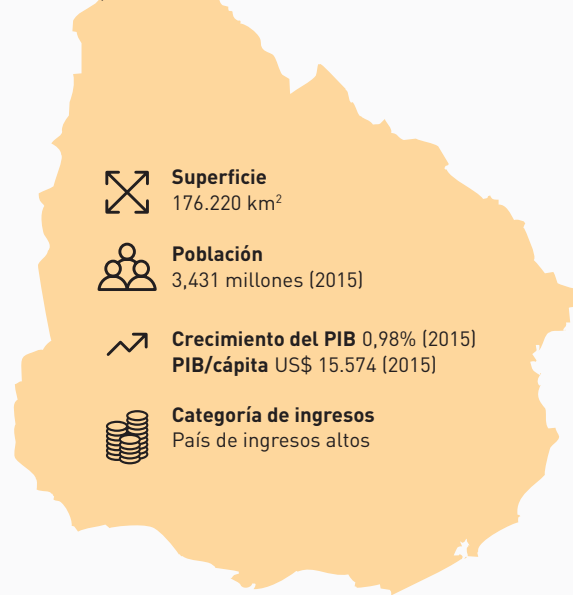 Superficie
176.220 km²
Población
3,431 millones (2015)
Crecimiento del PIB 0,98% (2015)
PIB/cápita US$ 15.574 (2015)
Categoría de ingresos
País de ingresos altos